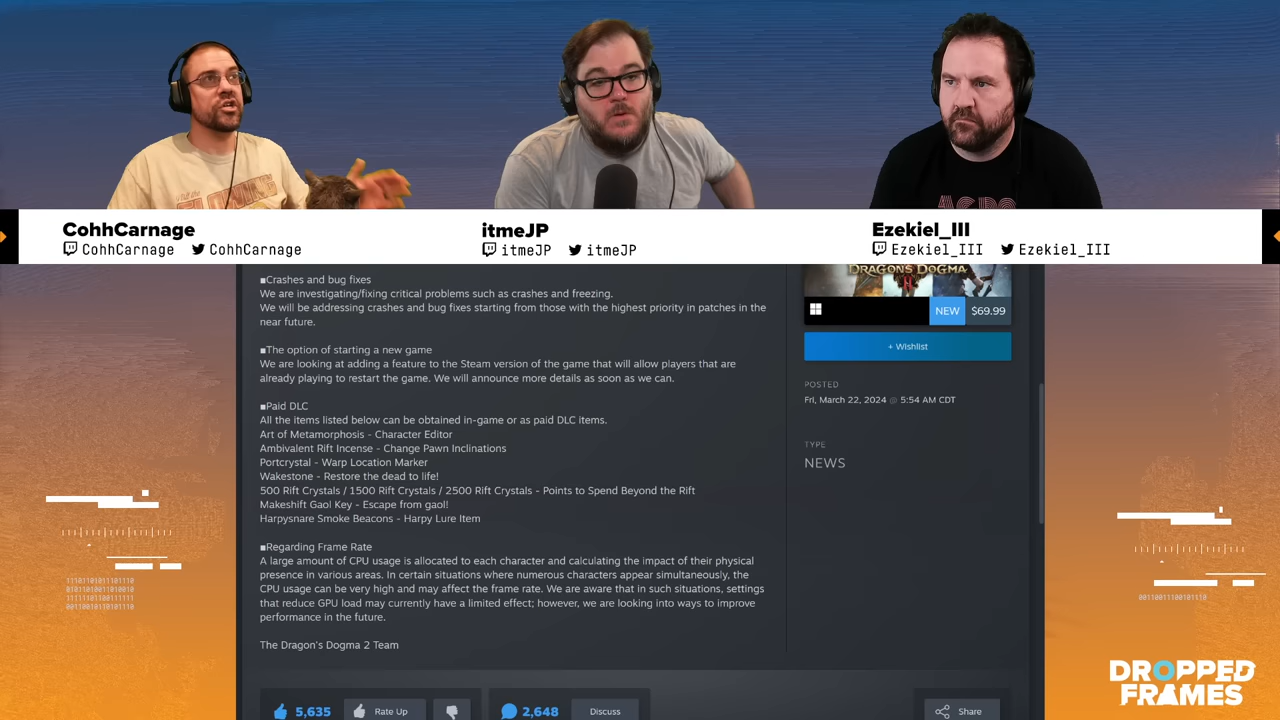 CohhCarnage
CohhCarnage CohhCarnage
itmeJP
itmeJP itmeJP
Ezekiel_III
Ezekiel_III Ezekiel_III
■Crashes and bug fixes
We are investigating/fixing critical problems such as crashes and freezing.
We will be addressing crashes and bug fixes starting from those with the highest priority in patches in the
near future.
■The option of starting a new game
We are looking at adding a feature to the Steam version of the game that will allow players that are
already playing to restart the game. We will announce more details as soon as we can.
■Paid DLC
All the items listed below can be obtained in-game or as paid DLC items.
Art of Metamorphosis - Character Editor
Ambivalent Rift Incense - Change Pawn Inclinations
Portcrystal - Warp Location Marker
Wakestone - Restore the dead to life!
500 Rift Crystals / 1500 Rift Crystals / 2500 Rift Crystals - Points to Spend Beyond the Rift
Makeshift Gaol Key - Escape from gaol!
Harpysnare Smoke Beacons - Harpy Lure Item
■Regarding Frame Rate
A large amount of CPU usage is allocated to each character and calculating the impact of their physical
presence in various areas. In certain situations where numerous characters appear simultaneously, the
CPU usage can be very high and may affect the frame rate. We are aware that in such situations, settings
that reduce GPU load may currently have a limited effect; however, we are looking into ways to improve
performance in the future.
The Dragon's Dogma 2 Team
5,635
Rate Up
2,648
Discuss
DRAGON'S DOGMA
NEW $69.99
+ Wishlist
POSTED
Fri, March 22, 2024 @ 5:54 AM CDT
TYPE
NEWS
Share
DROPPED
FRAMES